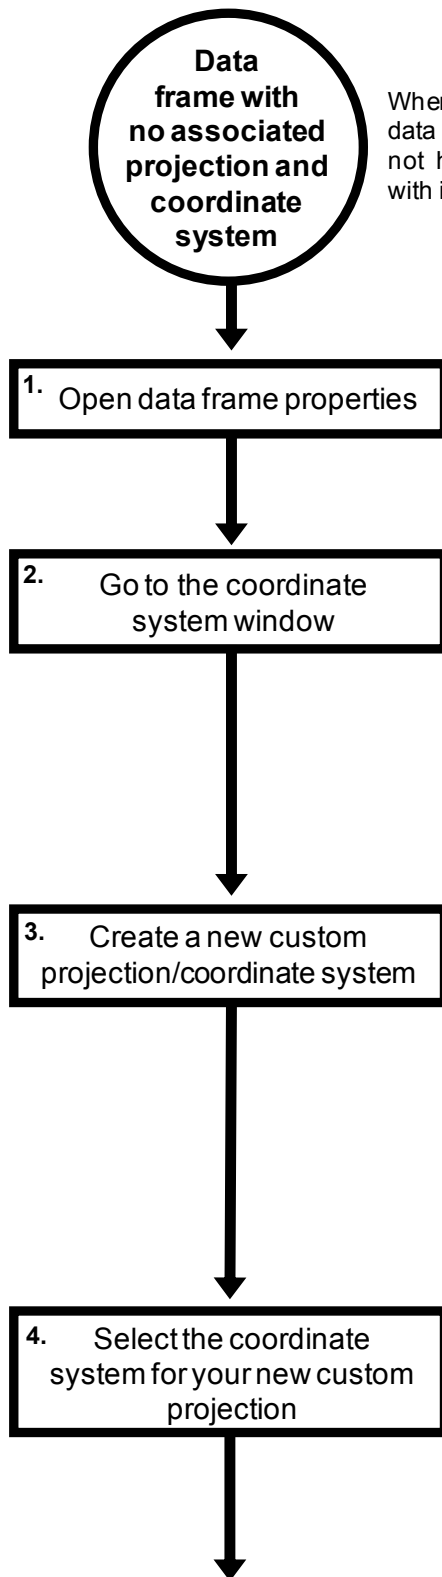 Data
frame with
no associated
projection and
coordinate
system
data
not
1. Open data frame properties
2. Go to the coordinate
system window
3. Create a new custom
projection/coordinate system
4. Select the coordinate
system for your new custom
projection